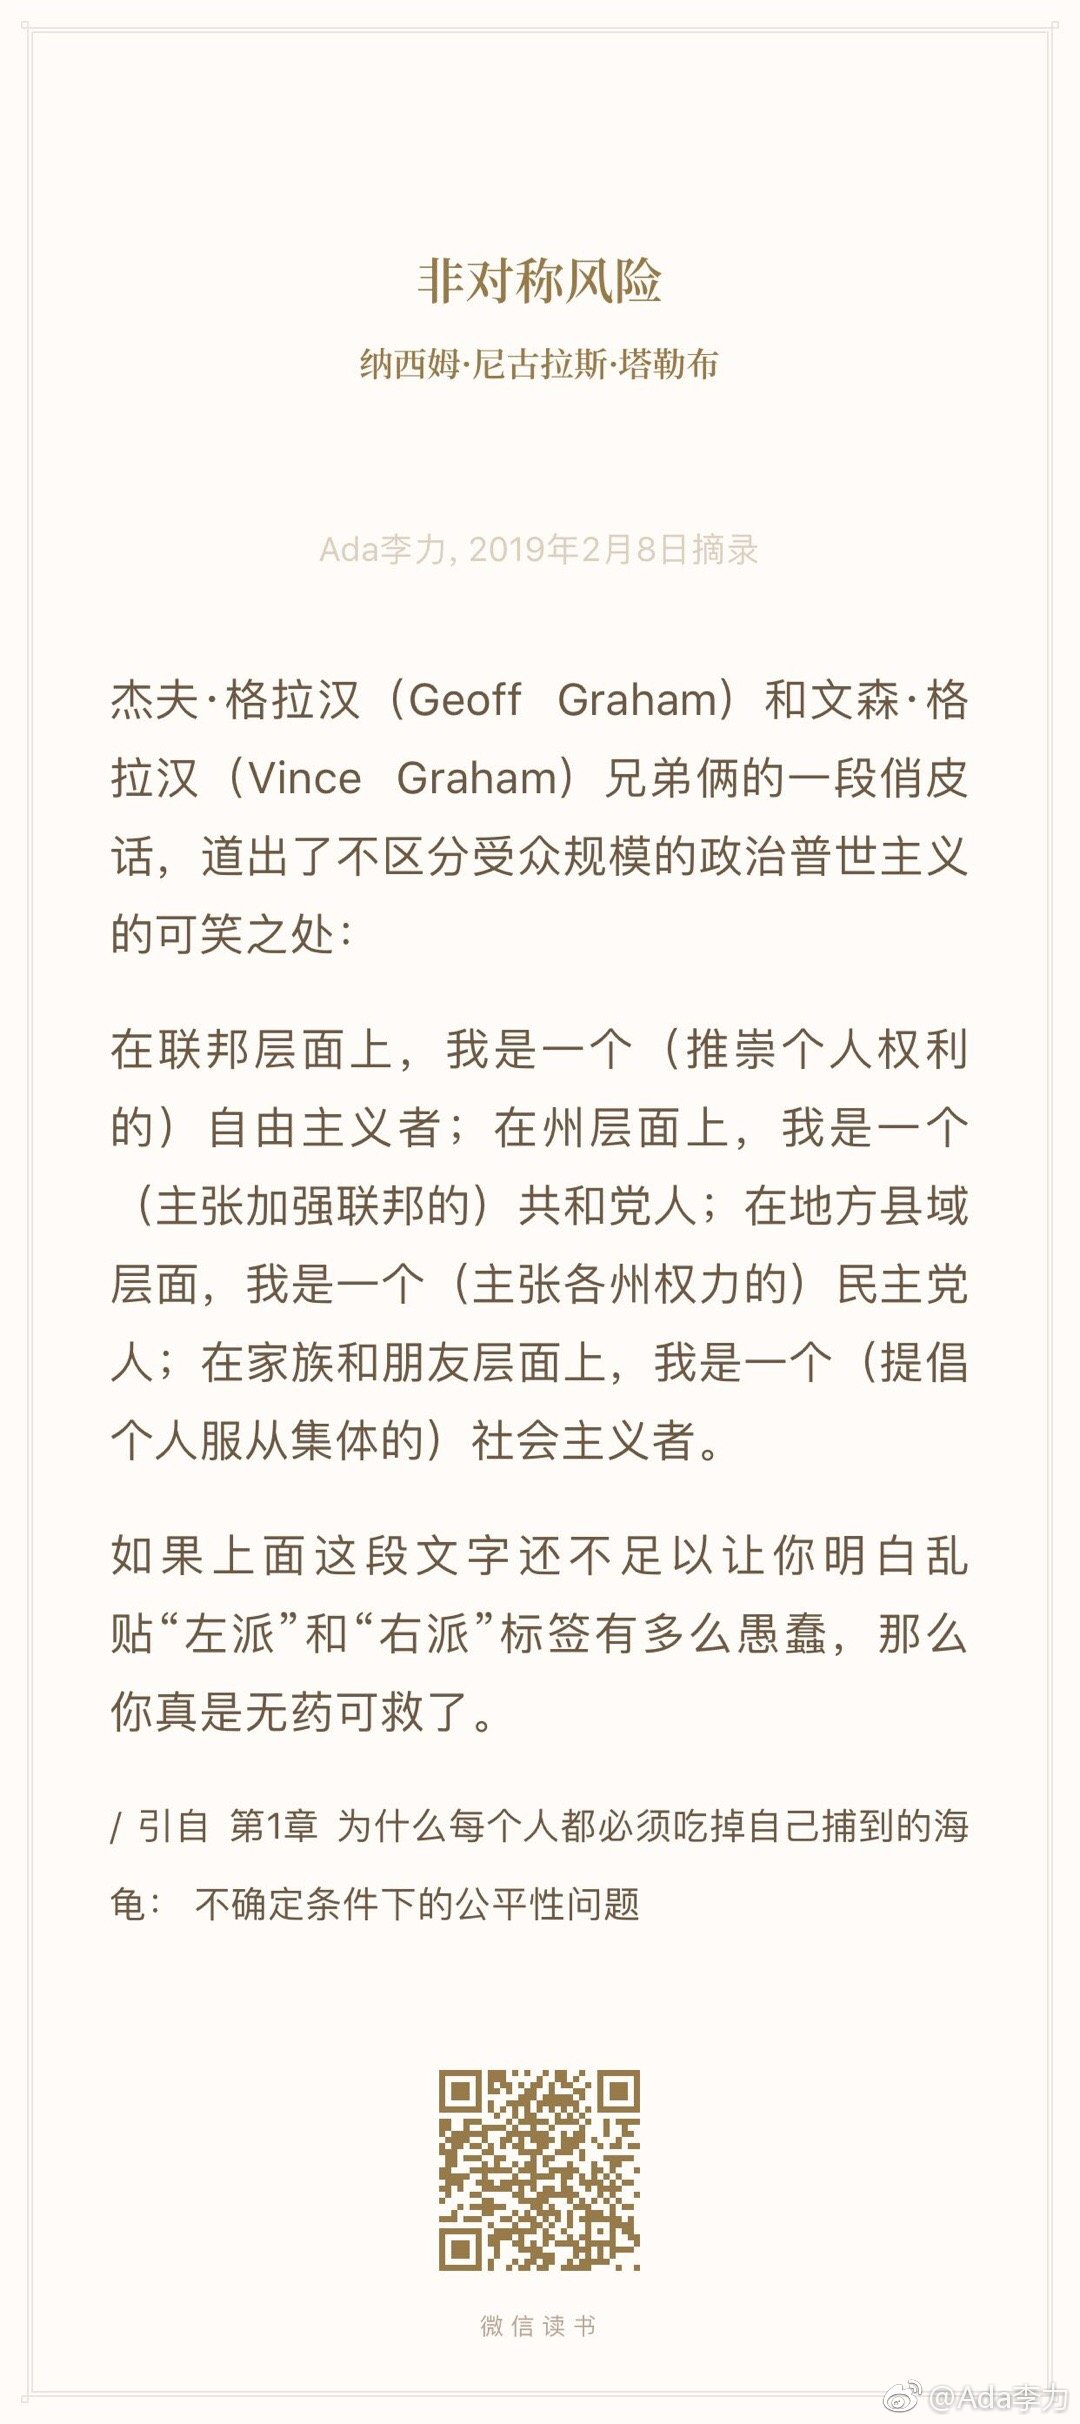 非对称风险
纳西姆·尼古拉斯·塔勒布
Ada李力, 2019年2月8日摘录
杰夫·格拉汉（Geoff Graham）和文森·格
拉汉（Vince Graham）兄弟俩的一段俏皮
话，道出了不区分受众规模的政治普世主义
的可笑之处：
在联邦层面上，我是一个（推崇个人权利
的）自由主义者；在州层面上，我是一个
（主张加强联邦的）共和党人；在地方县域
层面，我是一个（主张各州权力的）民主党
人；在家族和朋友层面上，我是一个（提倡
个人服从集体的）社会主义者。
如果上面这段文字还不足以让你明白乱
贴“左派”和“右派”标签有多么愚蠢，那么
你真是无药可救了。
/ 引自 第1章 为什么每个人都必须吃掉自己捕到的海
龟： 不确定条件下的公平性问题
微信读书
@Ada李力